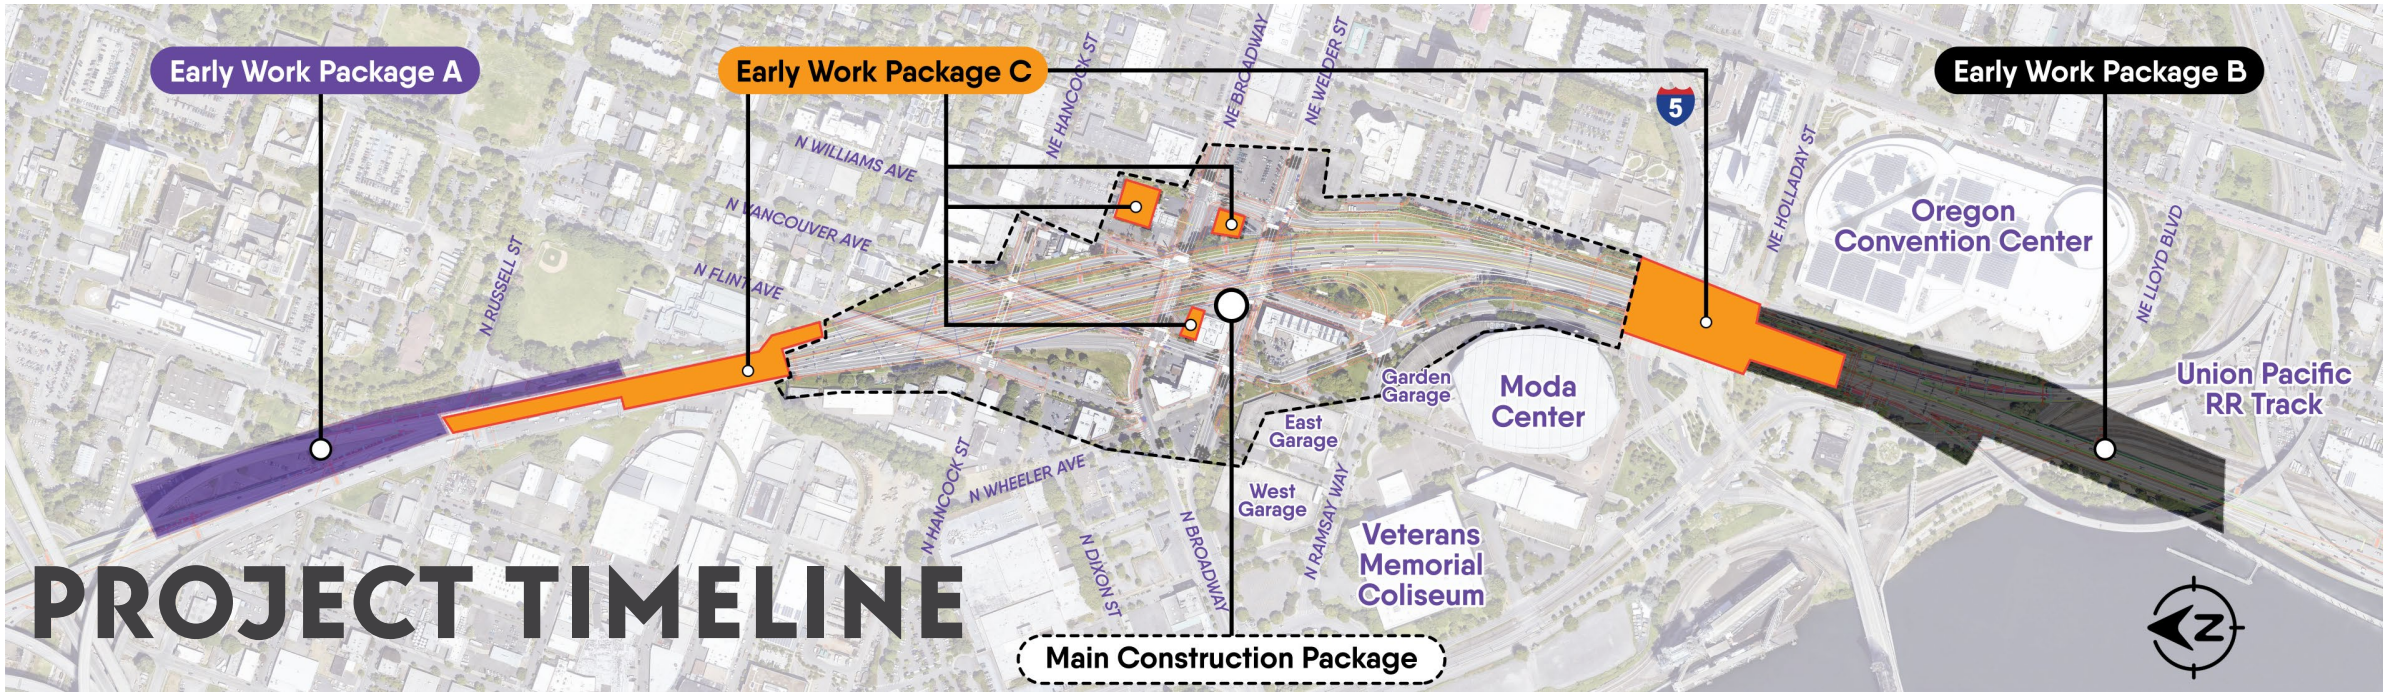 Early Work Package A
Early Work Package C
Early Work Package B
NE HANCOCK ST
NE BROADWAY
NE WELDER ST
5
N WILLIAMS AVE
N VANCOUVER AVE
N FLINT AVE
N RUSSELL ST
NE HOLLADAY ST
Oregon
Convention Center
NE LLOYD BLVD
Union Pacific
RR Track
Garden
Garage
Moda
Center
East
Garage
West
Garage
N HANCOCK ST
N WHEELER AVE
N DIXON ST
N BROADWAY
N RAMSAY WAY
Veterans
Memorial
Coliseum
PROJECT TIMELINE
Main Construction Package
Z